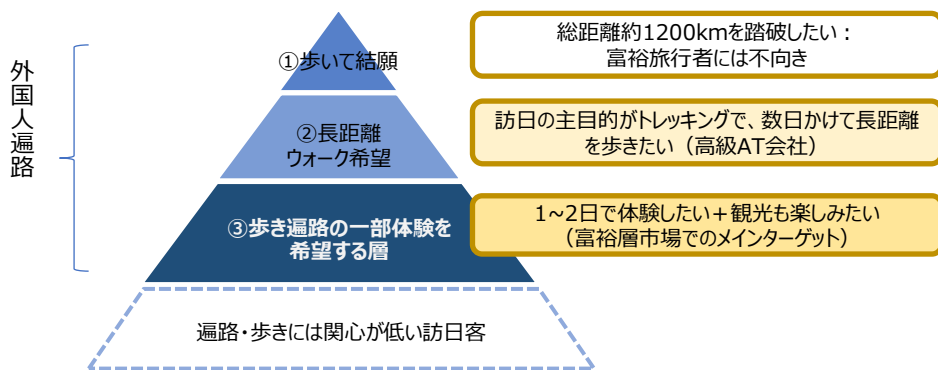 外国人遍路
①歩いて結願
総距離約1200kmを踏破したい：
富裕旅行者には不向き
②長距離
ウォーク希望
訪日の主目的がトレッキングで、数日かけて長距離
を歩きたい（高級AT会社）
③歩き遍路の一部体験を
希望する層
1~2日で体験したい＋観光も楽しみたい
（富裕層市場でのメインターゲット）
遍路・歩きには関心が低い訪日客